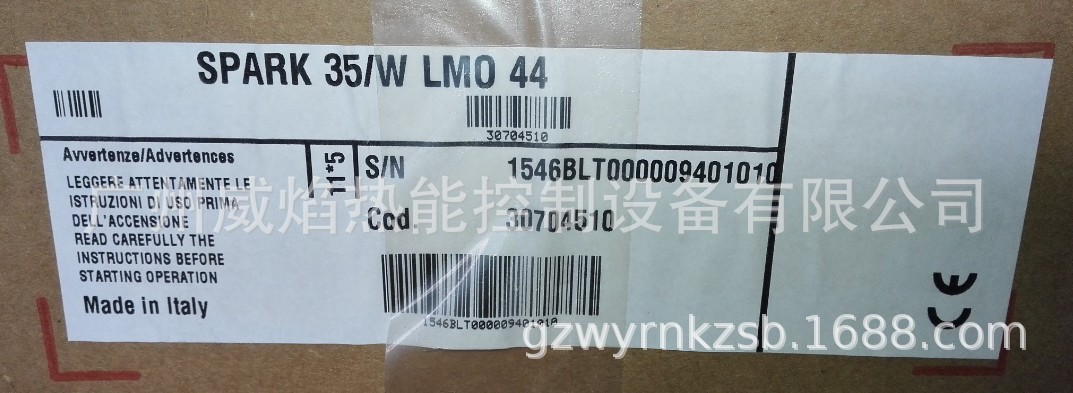 SPARK 35/W LMO 44
30704510
Avvertenze/Advertences
LEGGERE ATTENTAMENTE LE
ISTRUZIONI DI USO PRIMA
DELL'ACCENSIONE
READ CAREFULLY THE
INSTRUCTIONS BEFORE
STARTING OPERATION
Made in Italy
11*5
S/N 1546BLT000009401010
Cod. 30704510
1546BLT000009401010
CE
州威焰热能控制设备有限公司
gzwyrnkzsb.1688.com